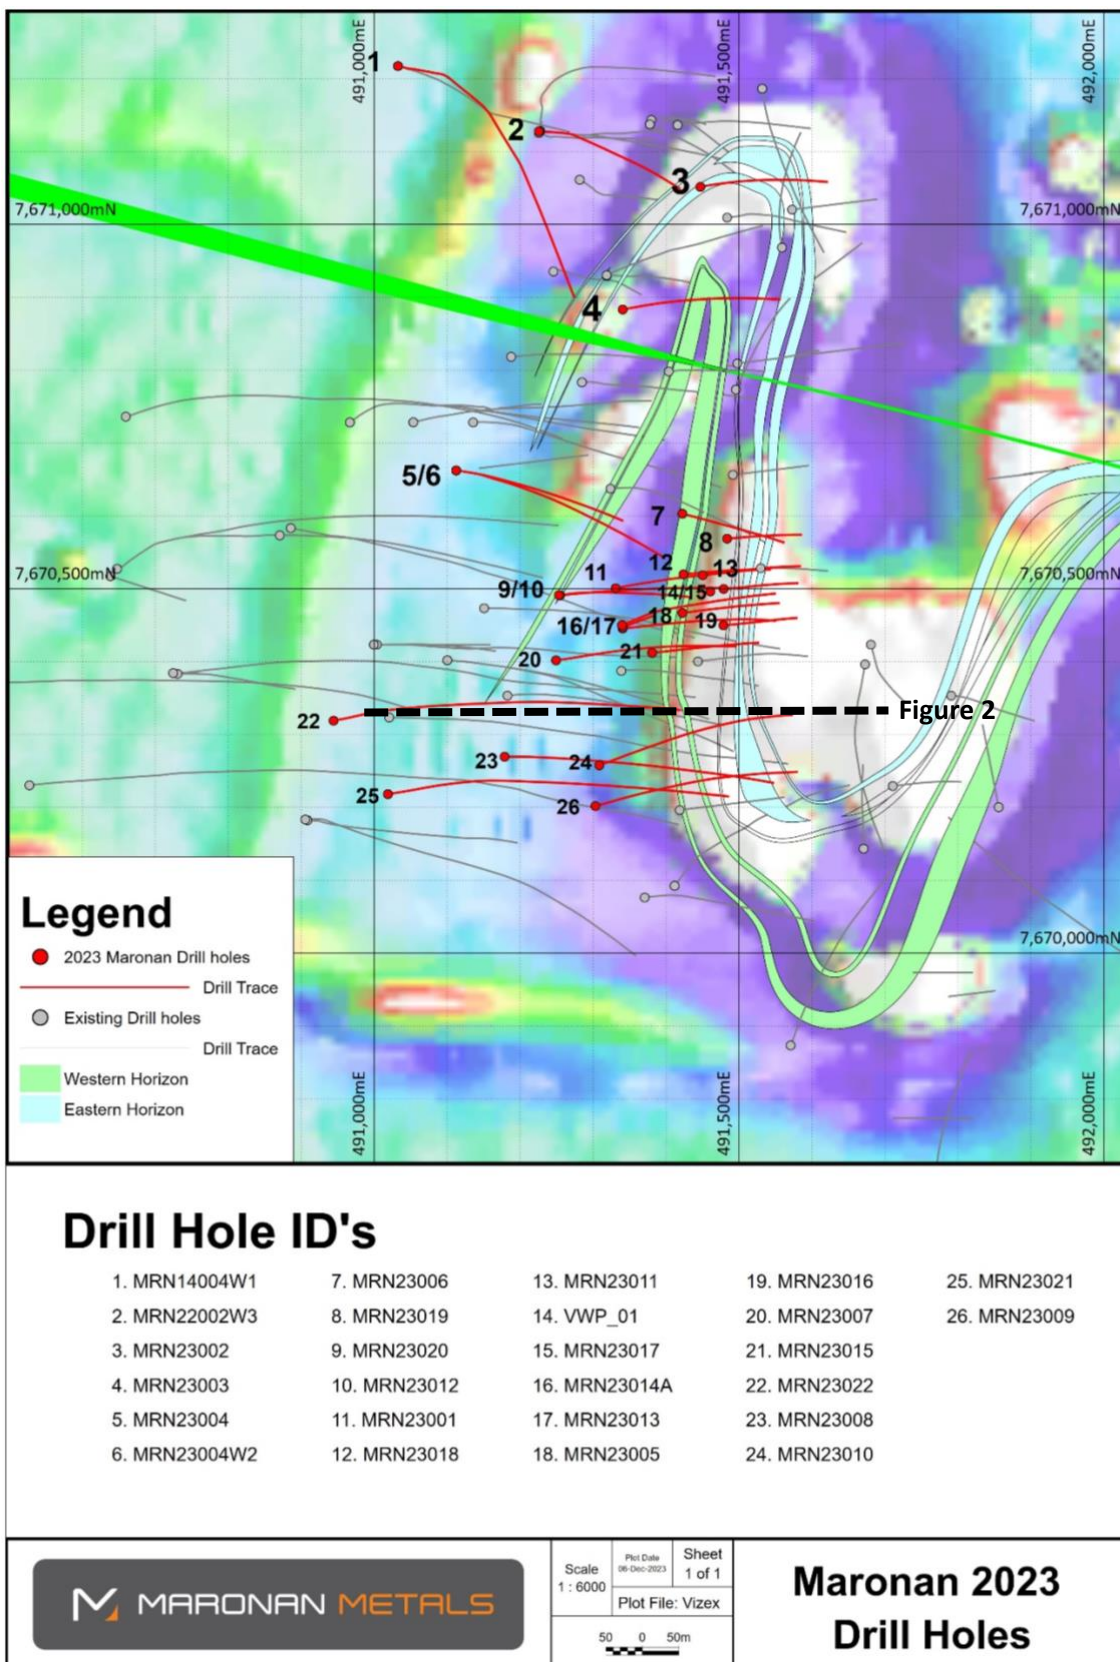 491,000mE
491,500mE
492,000mE
1
2
3
7,671,000mN
7,671,000mN
4
5/6
7
8
12
13
11
7,670,500mN
9/10
14/15
7,670,500mN
18
16/17
19
21
20
Figure 2
22
23
24
25
26
7,670,000mN
491,000mE
491,500mE
492,000mE
Legend
2023 Maronan Drill holes
Drill Trace
Existing Drill holes
Drill Trace
Western Horizon
Eastern Horizon
Drill Hole ID's
1. MRN14004W1
2. MRN22002W3
3. MRN23002
4. MRN23003
5. MRN23004
6. MRN23004W2
7. MRN23006
8. MRN23019
9. MRN23020
10. MRN23012
11. MRN23001
12. MRN23018
13. MRN23011
14. VWP_01
15. MRN23017
16. MRN23014A
17. MRN23013
18. MRN23005
19. MRN23016
20. MRN23007
21. MRN23015
22. MRN23022
23. MRN23008
24. MRN23010
25. MRN23021
26. MRN23009
MARONAN METALS
Scale
1 : 6000
Plot Date
06-Dec-2023
Sheet
1 of 1
Plot File: Vizex
50 0 50m
Maronan 2023
Drill Holes